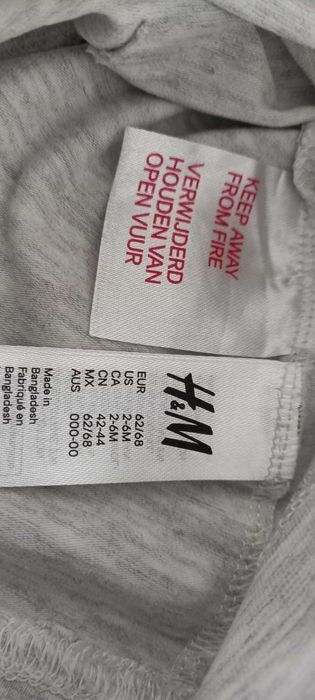 KEEP AWAY
FROM FIRE
VERWIJDERD
HOUDEN VAN
OPEN VUUR
H&M
EUR 62/68
US 2-6M
CA 2-6M
CN 42-44
MX 62/68
AUS 000-00
Made in
Bangladesh
Fabriqué en
Bangladesh